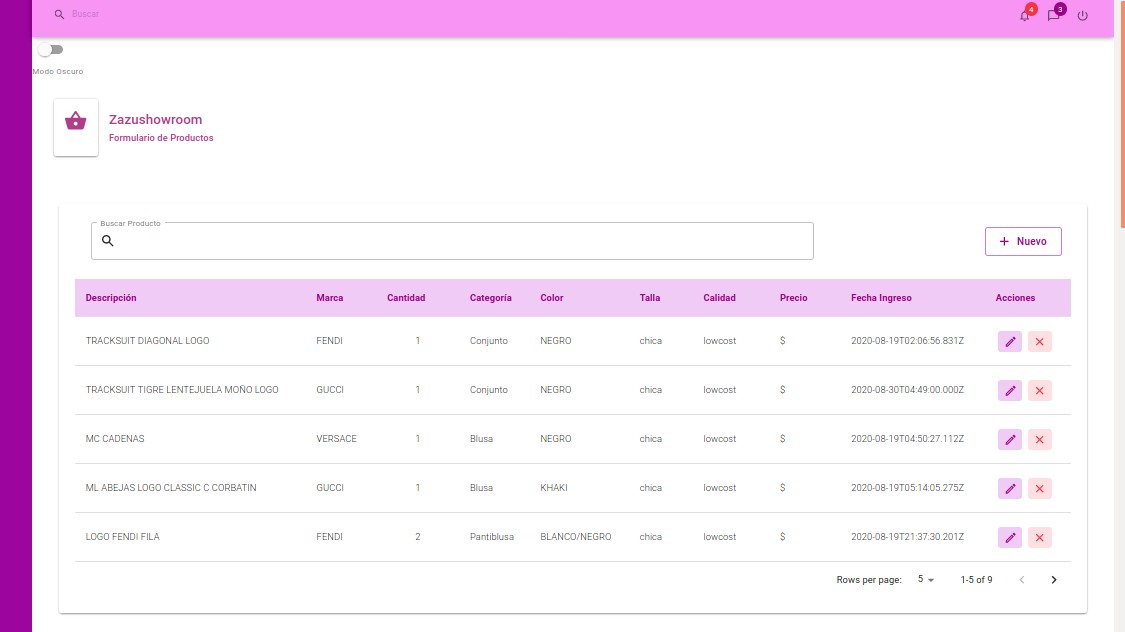 Buscar
4
3
Modo Oscuro
Zazushowroom
Formulario de Productos
Buscar Producto
Nuevo
Descripción Marca Cantidad Categoría Color Talla Calidad Precio Fecha Ingreso Acciones
TRACKSUIT DIAGONAL LOGO FENDI 1 Conjunto NEGRO chica lowcost $ 2020-08-19T02:06:56.831Z
TRACKSUIT TIGRE LENTEJUELA MOÑO LOGO GUCCI 1 Conjunto NEGRO chica lowcost $ 2020-08-30T04:49:00.000Z
MC CADENAS VERSACE 1 Blusa NEGRO chica lowcost $ 2020-08-19T04:50:27.112Z
ML ABEJAS LOGO CLASSIC C CORBATIN GUCCI 1 Blusa KHAKI chica lowcost $ 2020-08-19T05:14:05.275Z
LOGO FENDI FILA FENDI 2 Pantiblusa BLANCO/NEGRO chica lowcost $ 2020-08-19T21:37:30.201Z
Rows per page: 5 1-5 of 9